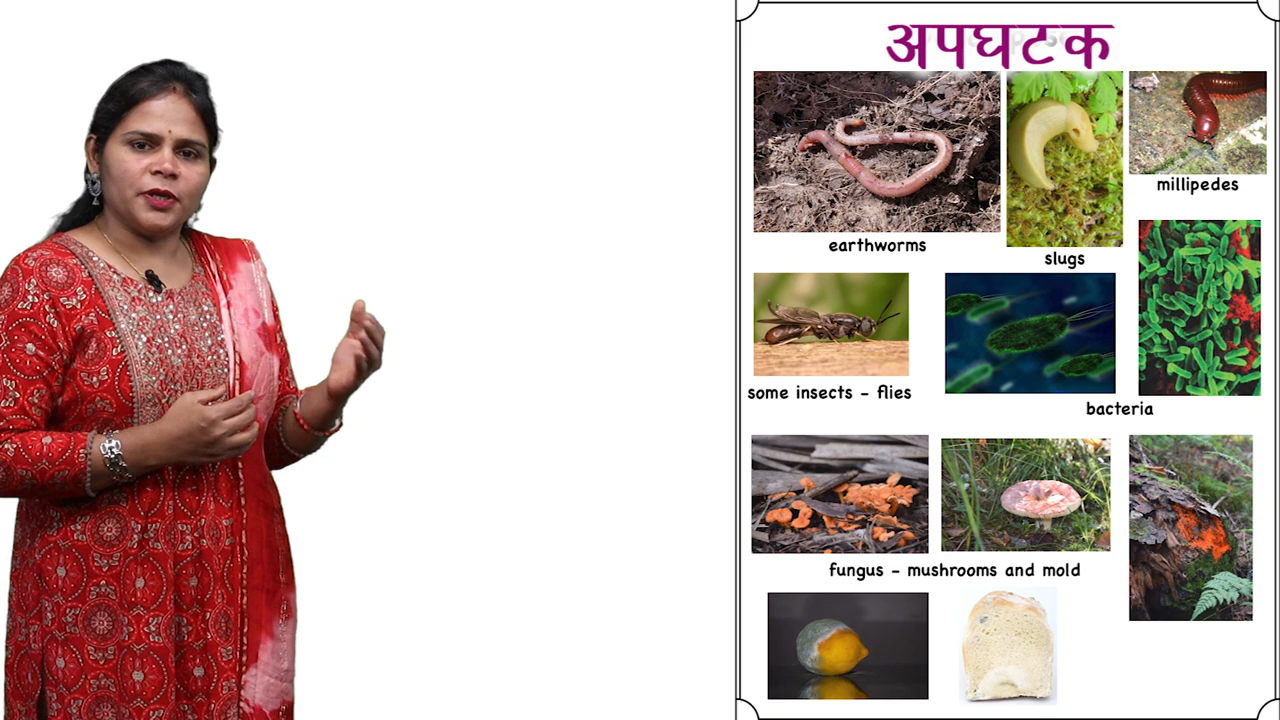 अपघटक
earthworms
slugs
millipedes
some insects - flies
bacteria
fungus - mushrooms and mold